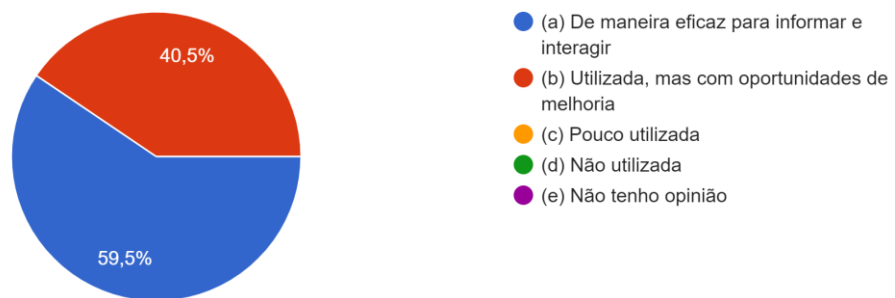 40,5%
59,5%
(a) De maneira eficaz para informar e
interagir
(b) Utilizada, mas com oportunidades de
melhoria
(c) Pouco utilizada
(d) Não utilizada
(e) Não tenho opinião